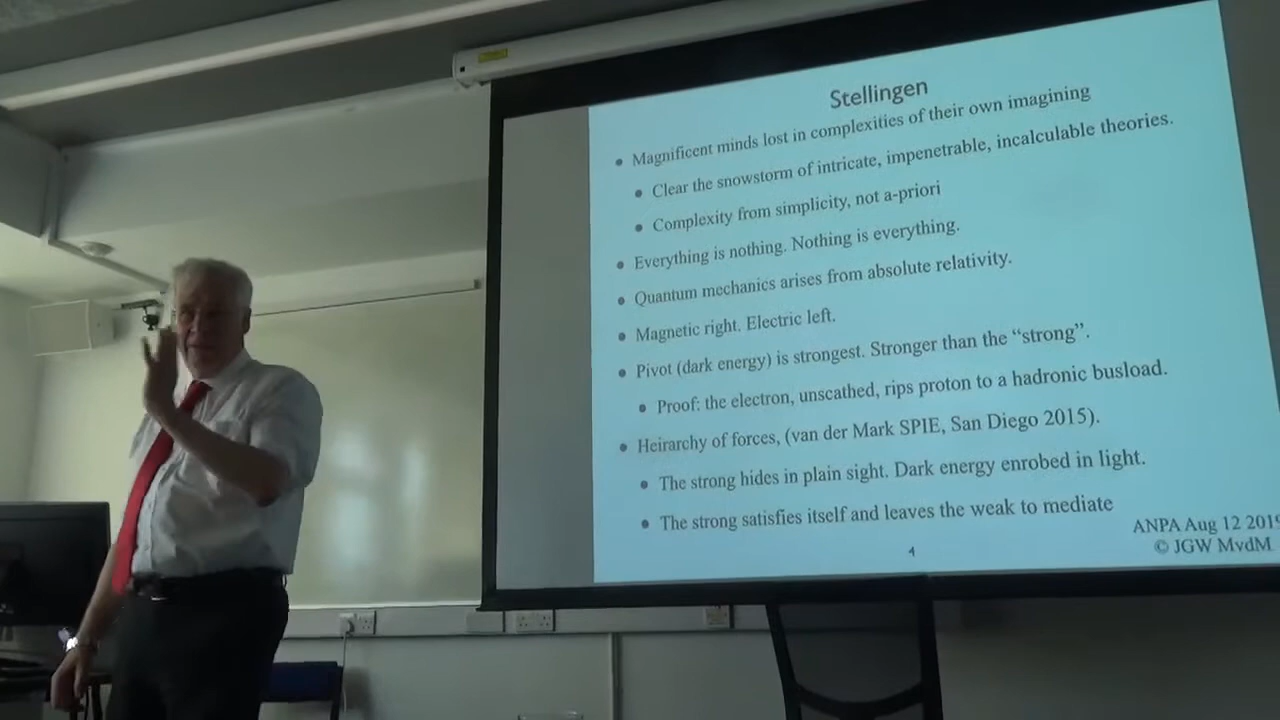 Stellingen
Magnificent minds lost in complexities of their own imagining
Clear the snowstorm of intricate, impenetrable, incalculable theories.
Complexity from simplicity, not a-priori
Everything is nothing. Nothing is everything.
Quantum mechanics arises from absolute relativity.
Magnetic right. Electric left.
Pivot (dark energy) is strongest. Stronger than the “strong”.
Proof: the electron, unscathed, rips proton to a hadronic busload.
Heirarchy of forces, (van der Mark SPIE, San Diego 2015).
The strong hides in plain sight. Dark energy enrobed in light.
The strong satisfies itself and leaves the weak to mediate
ANPA Aug 12 2019
4
© JGW MvdM